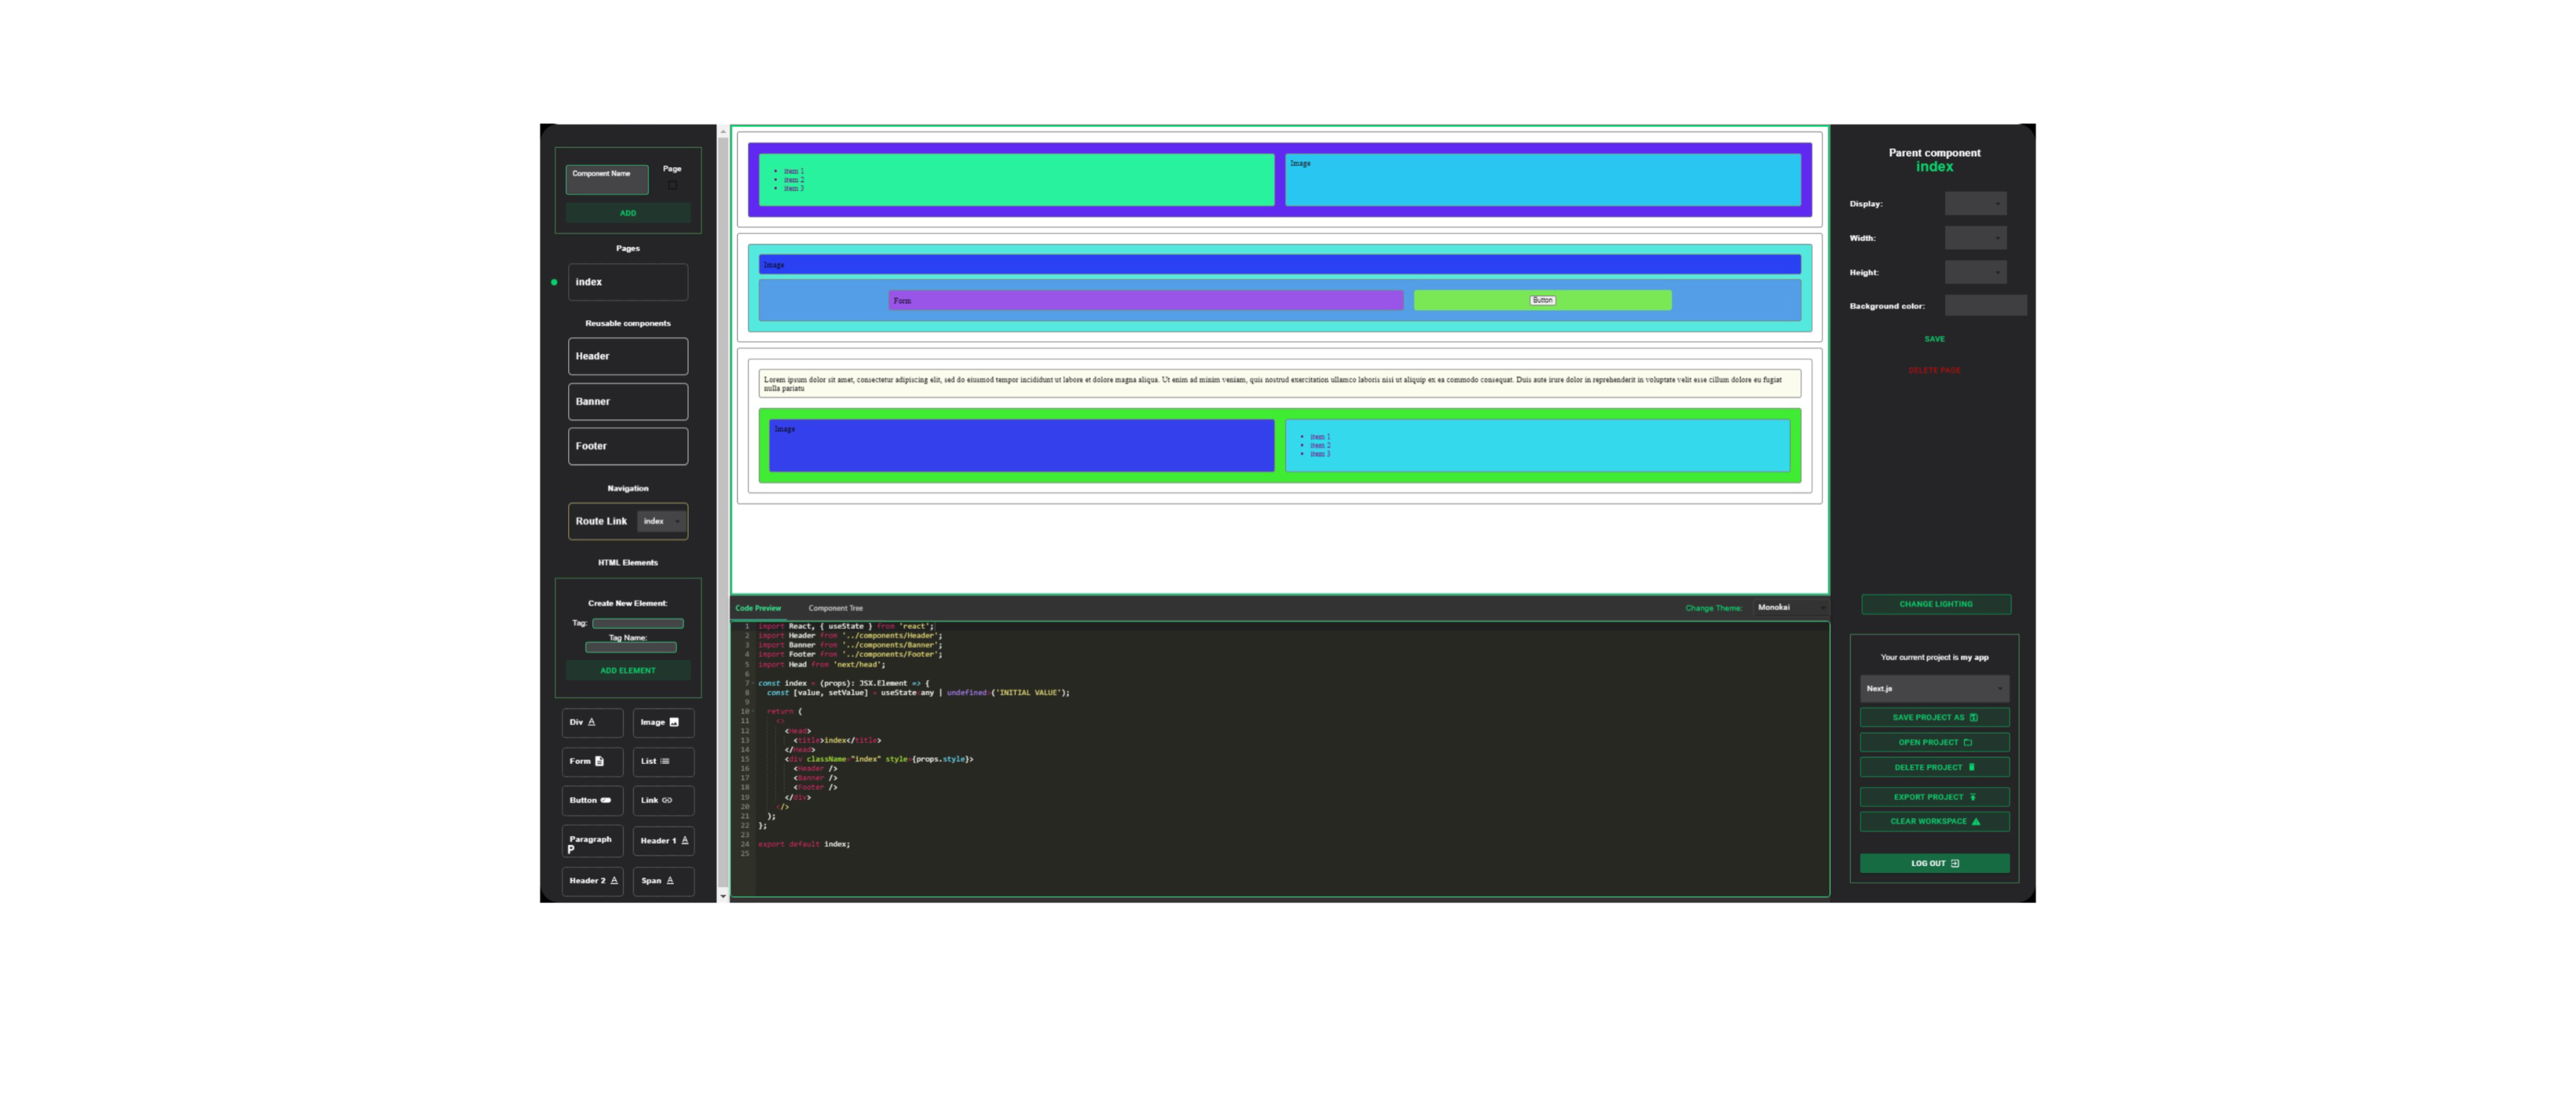 Component Name
Page
ADD
Pages
index
Reusable components
Header
Banner
Footer
Navigation
Route Link
index
HTML Elements
Create New Element:
Tag:
Tag Name:
ADD ELEMENT
Div
Image
Form
List
Button
Link
Paragraph
P
Header 1
Header 2
Span
item 1
item 2
item 3
Image
Image
Form
Button
Lorem ipsum dolor sit amet, consectetur adipiscing elit, sed do eiusmod tempor incididunt ut labore et dolore magna aliqua. Ut enim ad minim veniam, quis nostrud exercitation ullamco laboris nisi ut aliquip ex ea commodo consequat. Duis aute irure dolor in reprehenderit in voluptate velit esse cillum dolore eu fugiat
nulla pariatu
Image
item 1
item 2
item 3
Code Preview
Component Tree
Change Theme:
Monokai
1 import React, { useState } from 'react';
2 import Header from '../components/Header';
3 import Banner from '../components/Banner';
4 import Footer from '../components/Footer';
5 import Head from 'next/head';
6
7 const index = (props): JSX.Element => {
8 const [value, setValue] = useState<any | undefined>('INITIAL VALUE');
9
10 return (
11 <>
12 <Head>
13 <title>index</title>
14 </Head>
15 <div className="index" style={props.style}>
16 <Header />
17 <Banner />
18 <Footer />
19 </div>
20 </>
21 );
22 };
23
24 export default index;
25
Parent component
index
Display:
Width:
Height:
Background color:
SAVE
DELETE PAGE
CHANGE LIGHTING
Your current project is my app
Next.js
SAVE PROJECT AS
OPEN PROJECT
DELETE PROJECT
EXPORT PROJECT
CLEAR WORKSPACE
LOG OUT